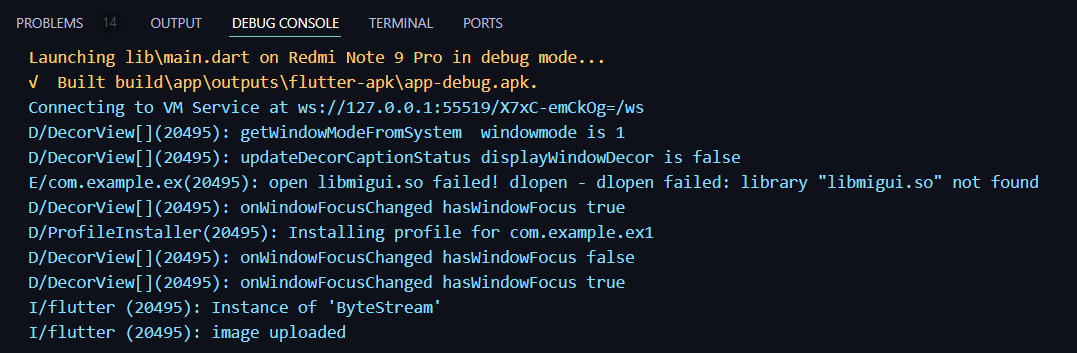 PROBLEMS 14 OUTPUT DEBUG CONSOLE TERMINAL PORTS
Launching lib\main.dart on Redmi Note 9 Pro in debug mode...
√  Built build\app\outputs\flutter-apk\app-debug.apk.
Connecting to VM Service at ws://127.0.0.1:55519/X7xC-emCkOg=/ws
D/DecorView[](20495): getWindowModeFromSystem  windowmode is 1
D/DecorView[](20495): updateDecorCaptionStatus displayWindowDecor is false
E/com.example.ex(20495): open libmigui.so failed! dlopen - dlopen failed: library "libmigui.so" not found
D/DecorView[](20495): onWindowFocusChanged hasWindowFocus true
D/ProfileInstaller(20495): Installing profile for com.example.ex1
D/DecorView[](20495): onWindowFocusChanged hasWindowFocus false
D/DecorView[](20495): onWindowFocusChanged hasWindowFocus true
I/flutter (20495): Instance of 'ByteStream'
I/flutter (20495): image uploaded